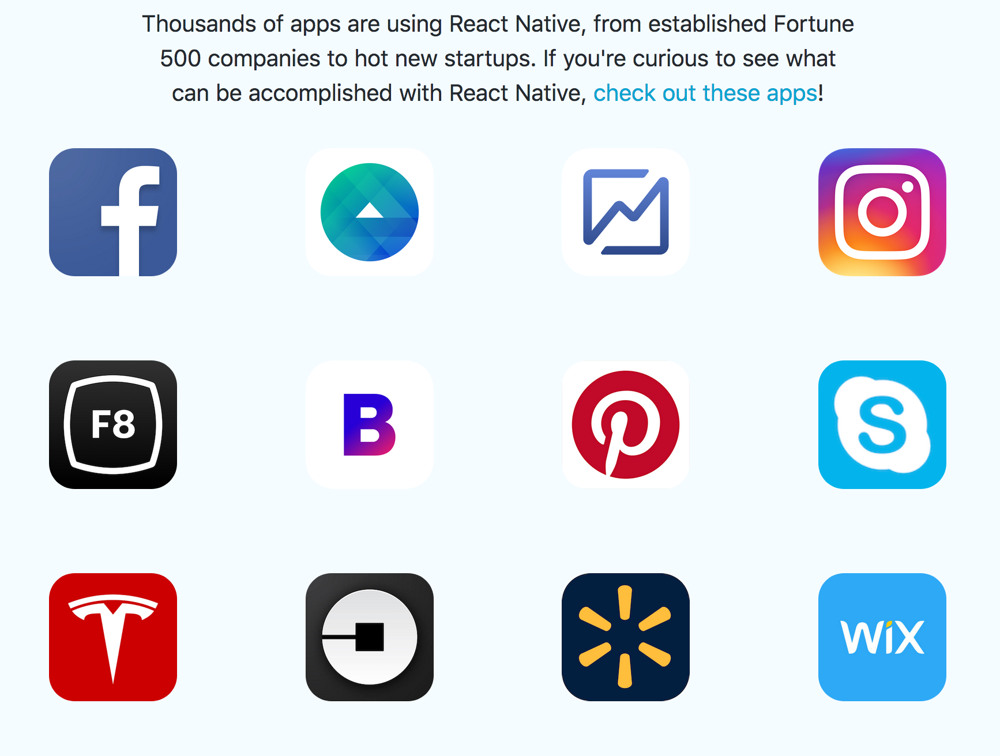 Thousands of apps are using React Native, from established Fortune
500 companies to hot new startups. If you're curious to see what
can be accomplished with React Native, check out these apps!
F8
B
S
WiX